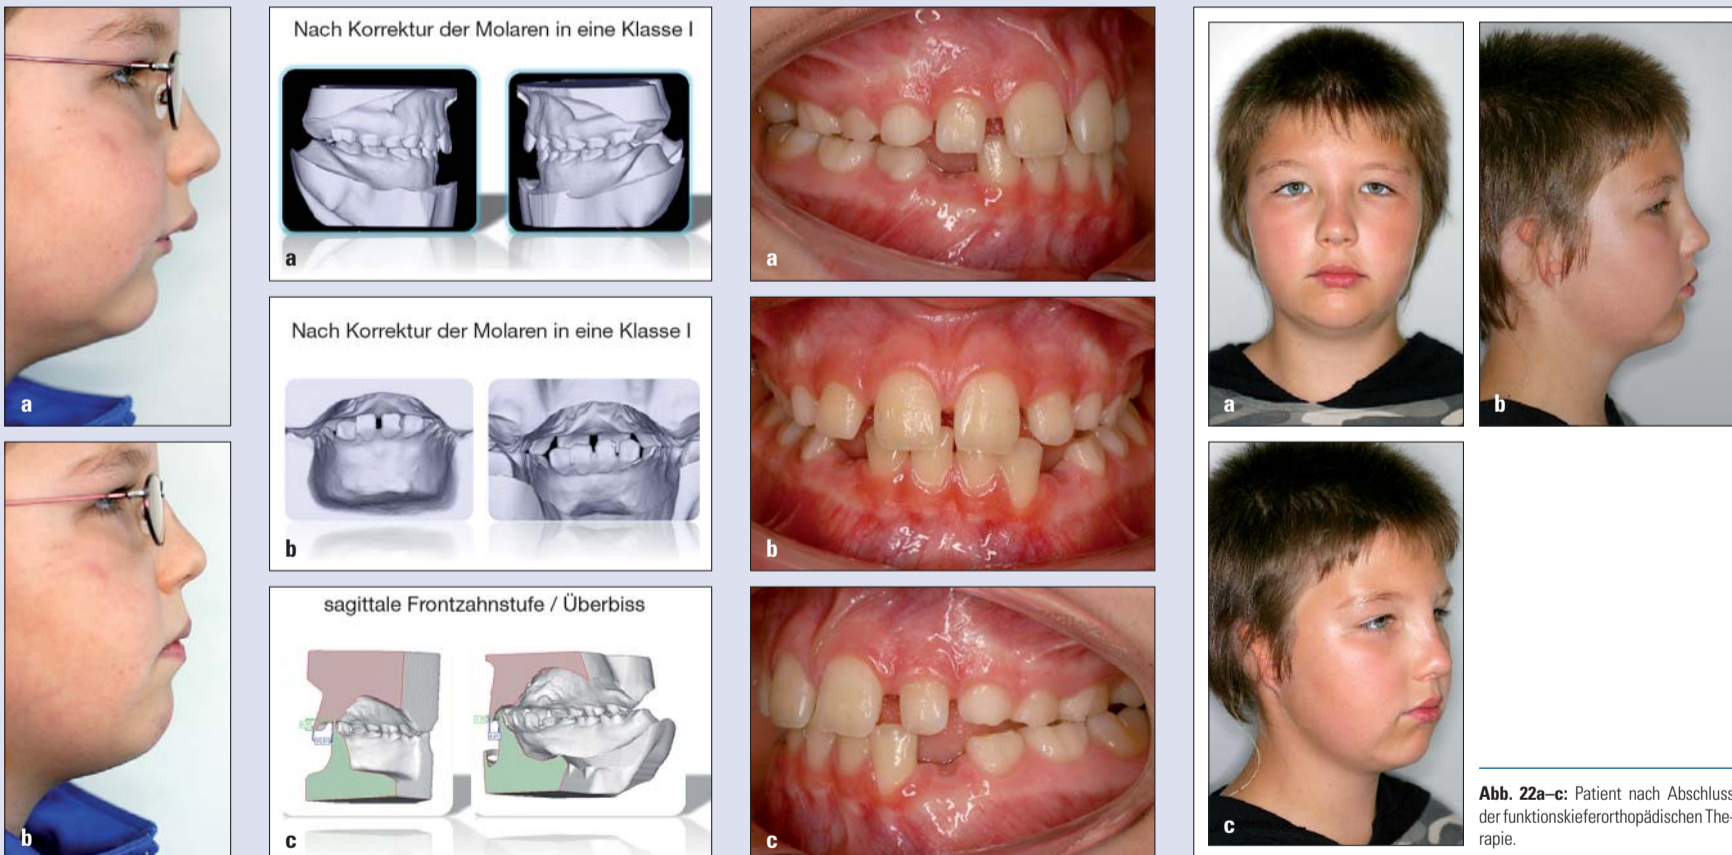 a
b
Nach Korrektur der Molaren in eine Klasse I
a
Nach Korrektur der Molaren in eine Klasse I
b
sagittale Frontzahnstufe / Überbiss
c
a
b
c
a
b
c
Abb. 22a–c: Patient nach Abschluss
der funktionskieferorthopädischen The-
rapie.